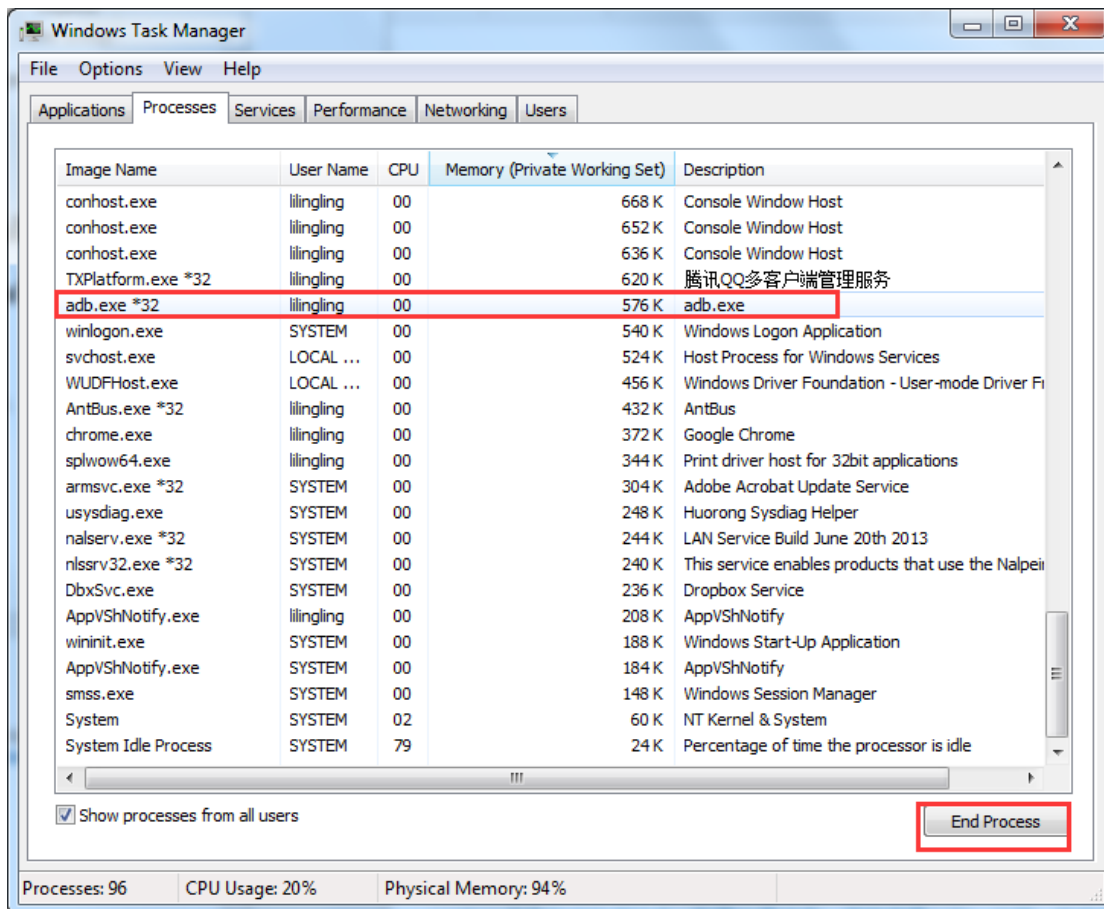 Windows Task Manager
File Options View Help
Applications Processes Services Performance Networking Users
Image Name User Name CPU Memory (Private Working Set) Description
conhost.exe lilingling 00 668 K Console Window Host
conhost.exe lilingling 00 652 K Console Window Host
conhost.exe lilingling 00 636 K Console Window Host
TXPlatform.exe *32 lilingling 00 620 K 腾讯QQ多客户端管理服务
adb.exe *32 lilingling 00 576 K adb.exe
winlogon.exe SYSTEM 00 540 K Windows Logon Application
svchost.exe LOCAL ... 00 524 K Host Process for Windows Services
WUDFHost.exe LOCAL ... 00 456 K Windows Driver Foundation - User-mode Driver Fr
AntBus.exe *32 lilingling 00 432 K AntBus
chrome.exe lilingling 00 372 K Google Chrome
splwow64.exe lilingling 00 344 K Print driver host for 32bit applications
armsvc.exe *32 SYSTEM 00 304 K Adobe Acrobat Update Service
usysdiag.exe SYSTEM 00 248 K Huorong Sysdiag Helper
nalserv.exe *32 SYSTEM 00 244 K LAN Service Build June 20th 2013
nlssrv32.exe *32 SYSTEM 00 240 K This service enables products that use the Nalpeir
DbxSvc.exe SYSTEM 00 236 K Dropbox Service
AppVShNotify.exe lilingling 00 208 K AppVShNotify
wininit.exe SYSTEM 00 188 K Windows Start-Up Application
AppVShNotify.exe SYSTEM 00 184 K AppVShNotify
smss.exe SYSTEM 00 148 K Windows Session Manager
System SYSTEM 02 60 K NT Kernel & System
System Idle Process SYSTEM 79 24 K Percentage of time the processor is idle
Show processes from all users
End Process
Processes: 96 CPU Usage: 20% Physical Memory: 94%